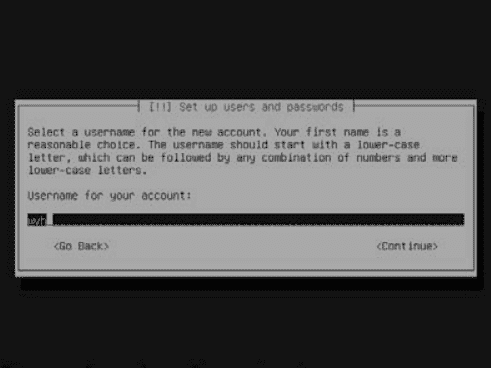 [!!] Set up users and passwords
Select a username for the new account. Your first name is a
reasonable choice. The username should start with a lower-case
letter, which can be followed by any combination of numbers and more
lower-case letters.
Username for your account:
wyh
<Go Back> <Continue>